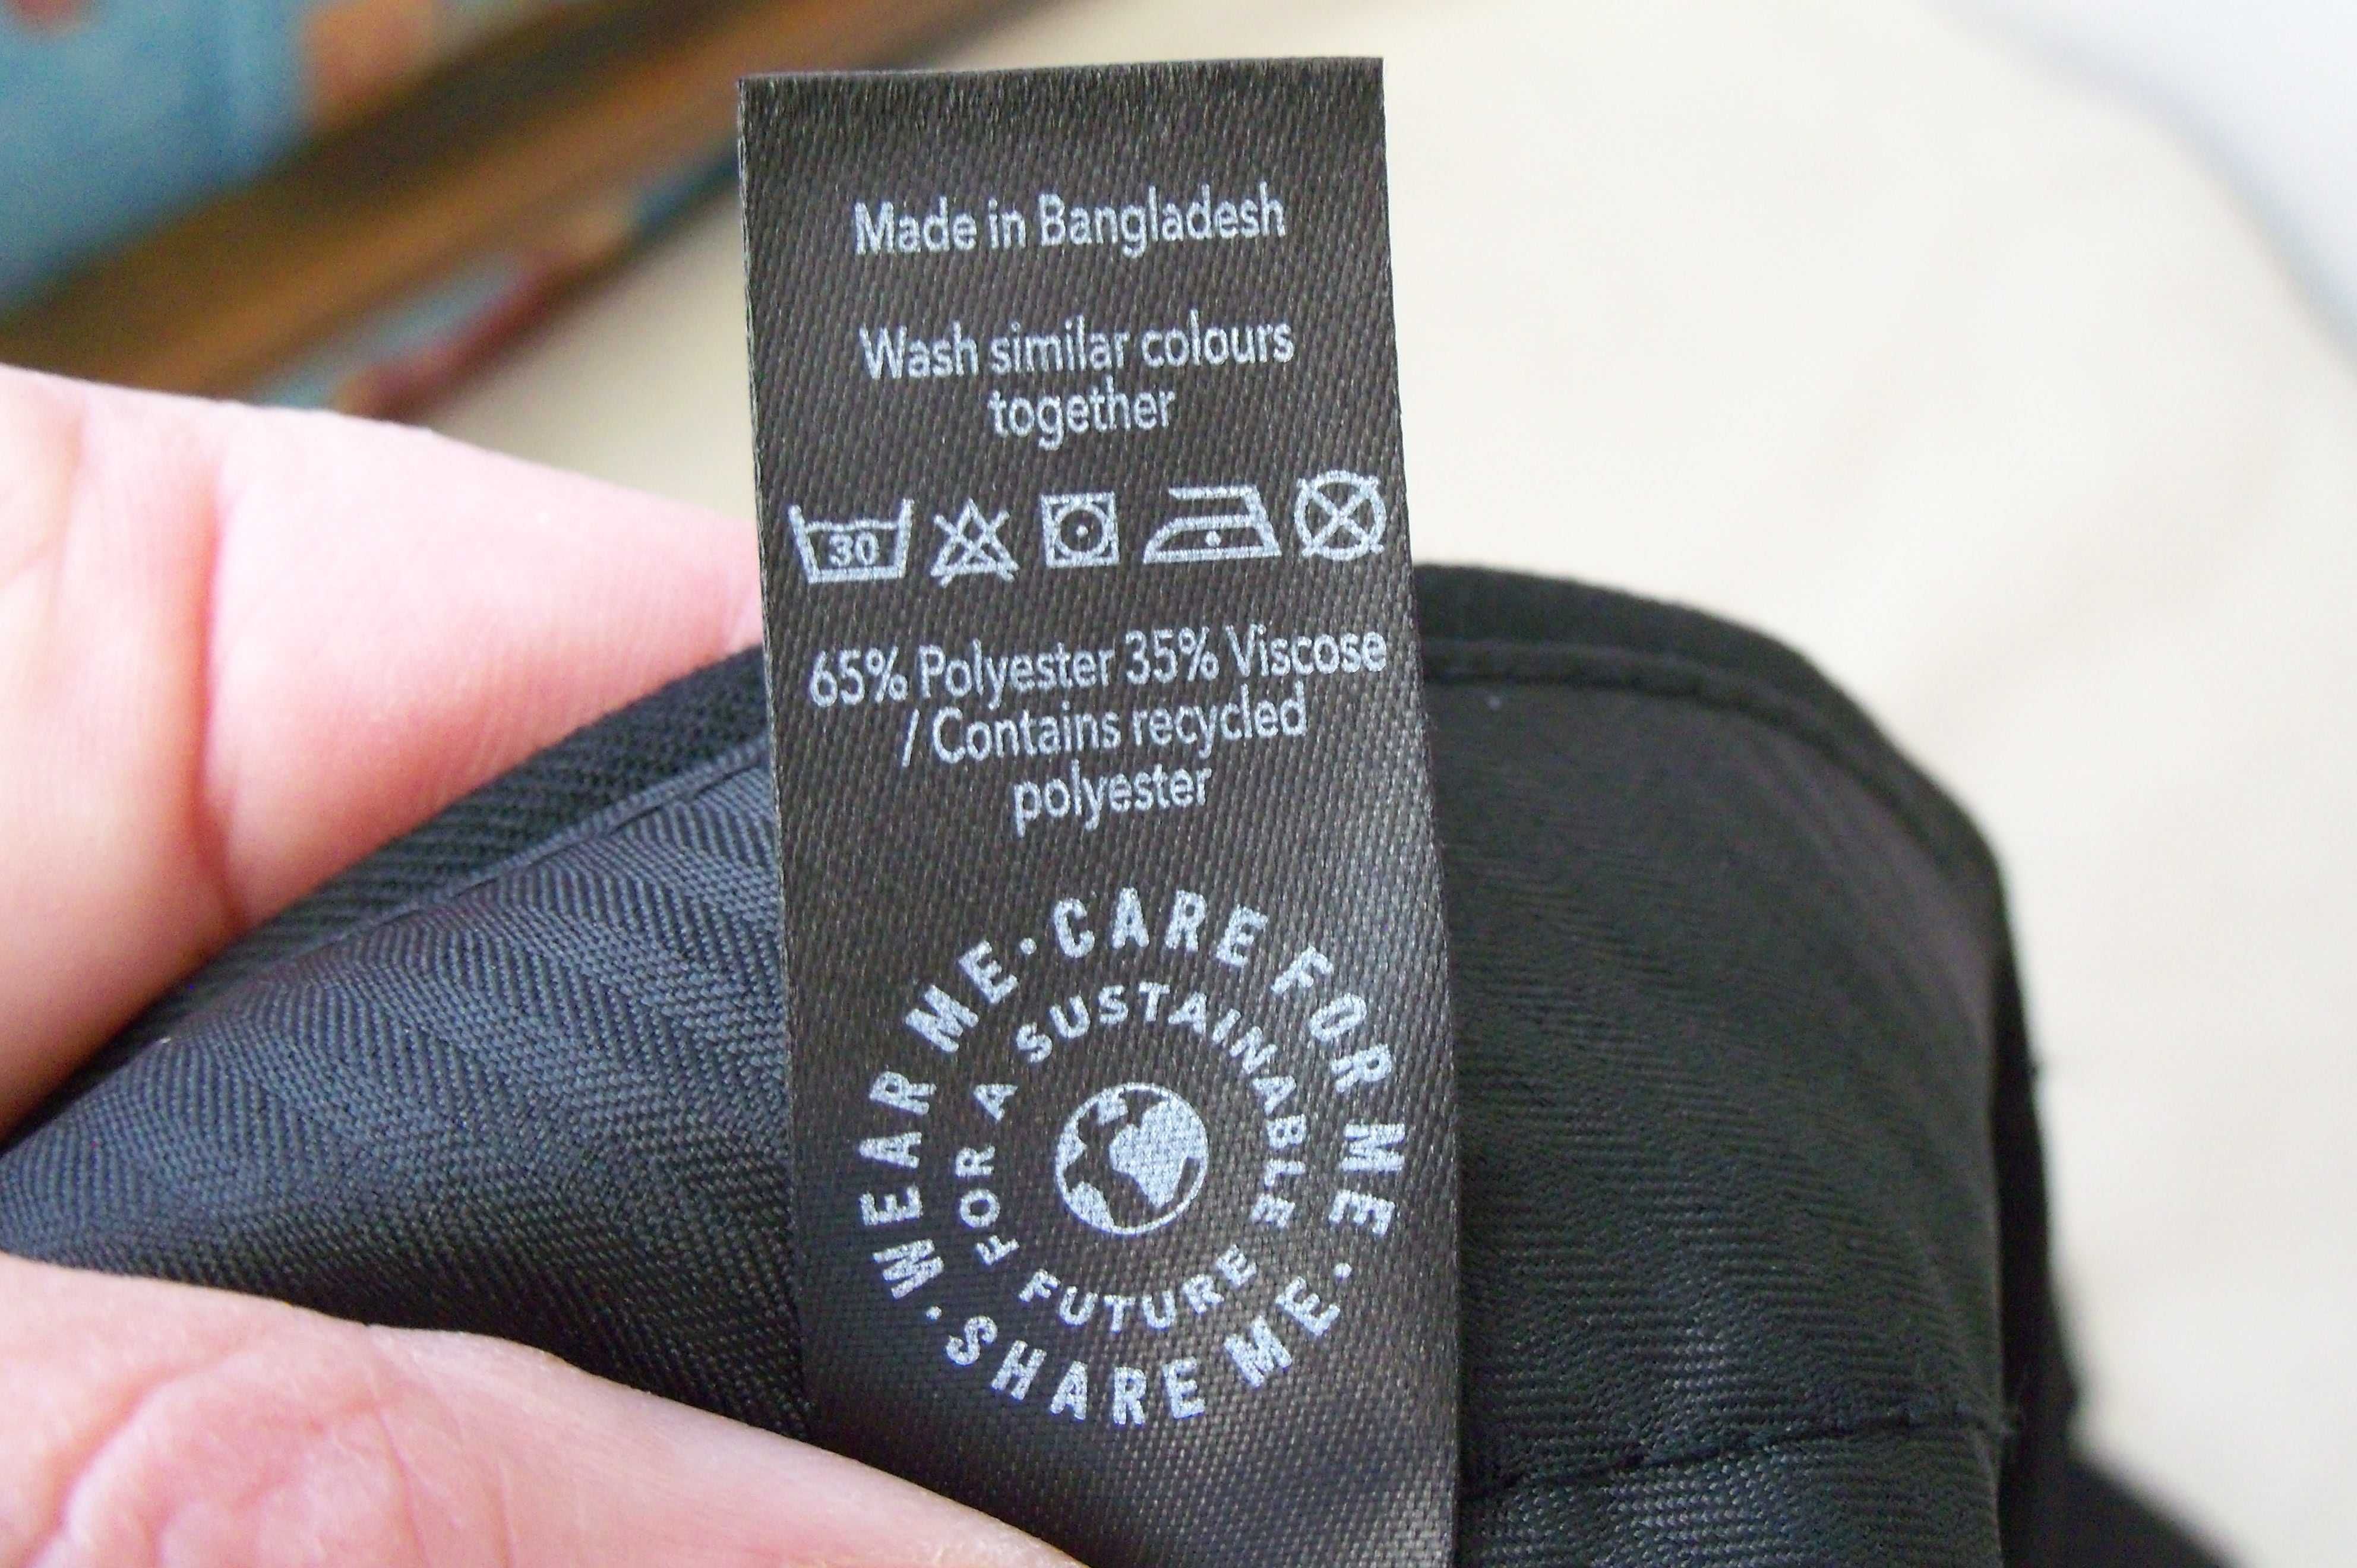 Made in Bangladesh
Wash similar colours
together
30
65% Polyester 35% Viscose
/ Contains recycled
polyester
WEAR ME · CARE FOR ME · SHARE ME ·
FOR A SUSTAINABLE FUTURE